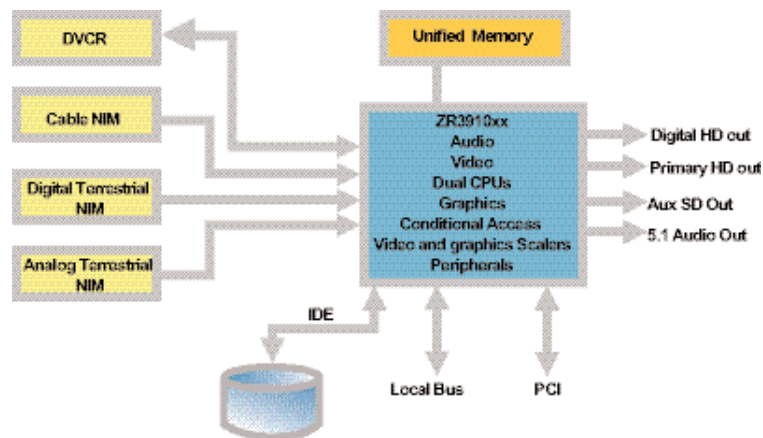 DVCR
Unified Memory
Cable NIM
Digital Terrestrial
NIM
Analog Terrestrial
NIM
ZR3910xx
Audio
Video
Dual CPUs
Graphics
Conditional Access
Video and graphics Scalers
Peripherals
Digital HD out
Primary HD out
Aux SD Out
5.1 Audio Out
IDE
Local Bus
PCI